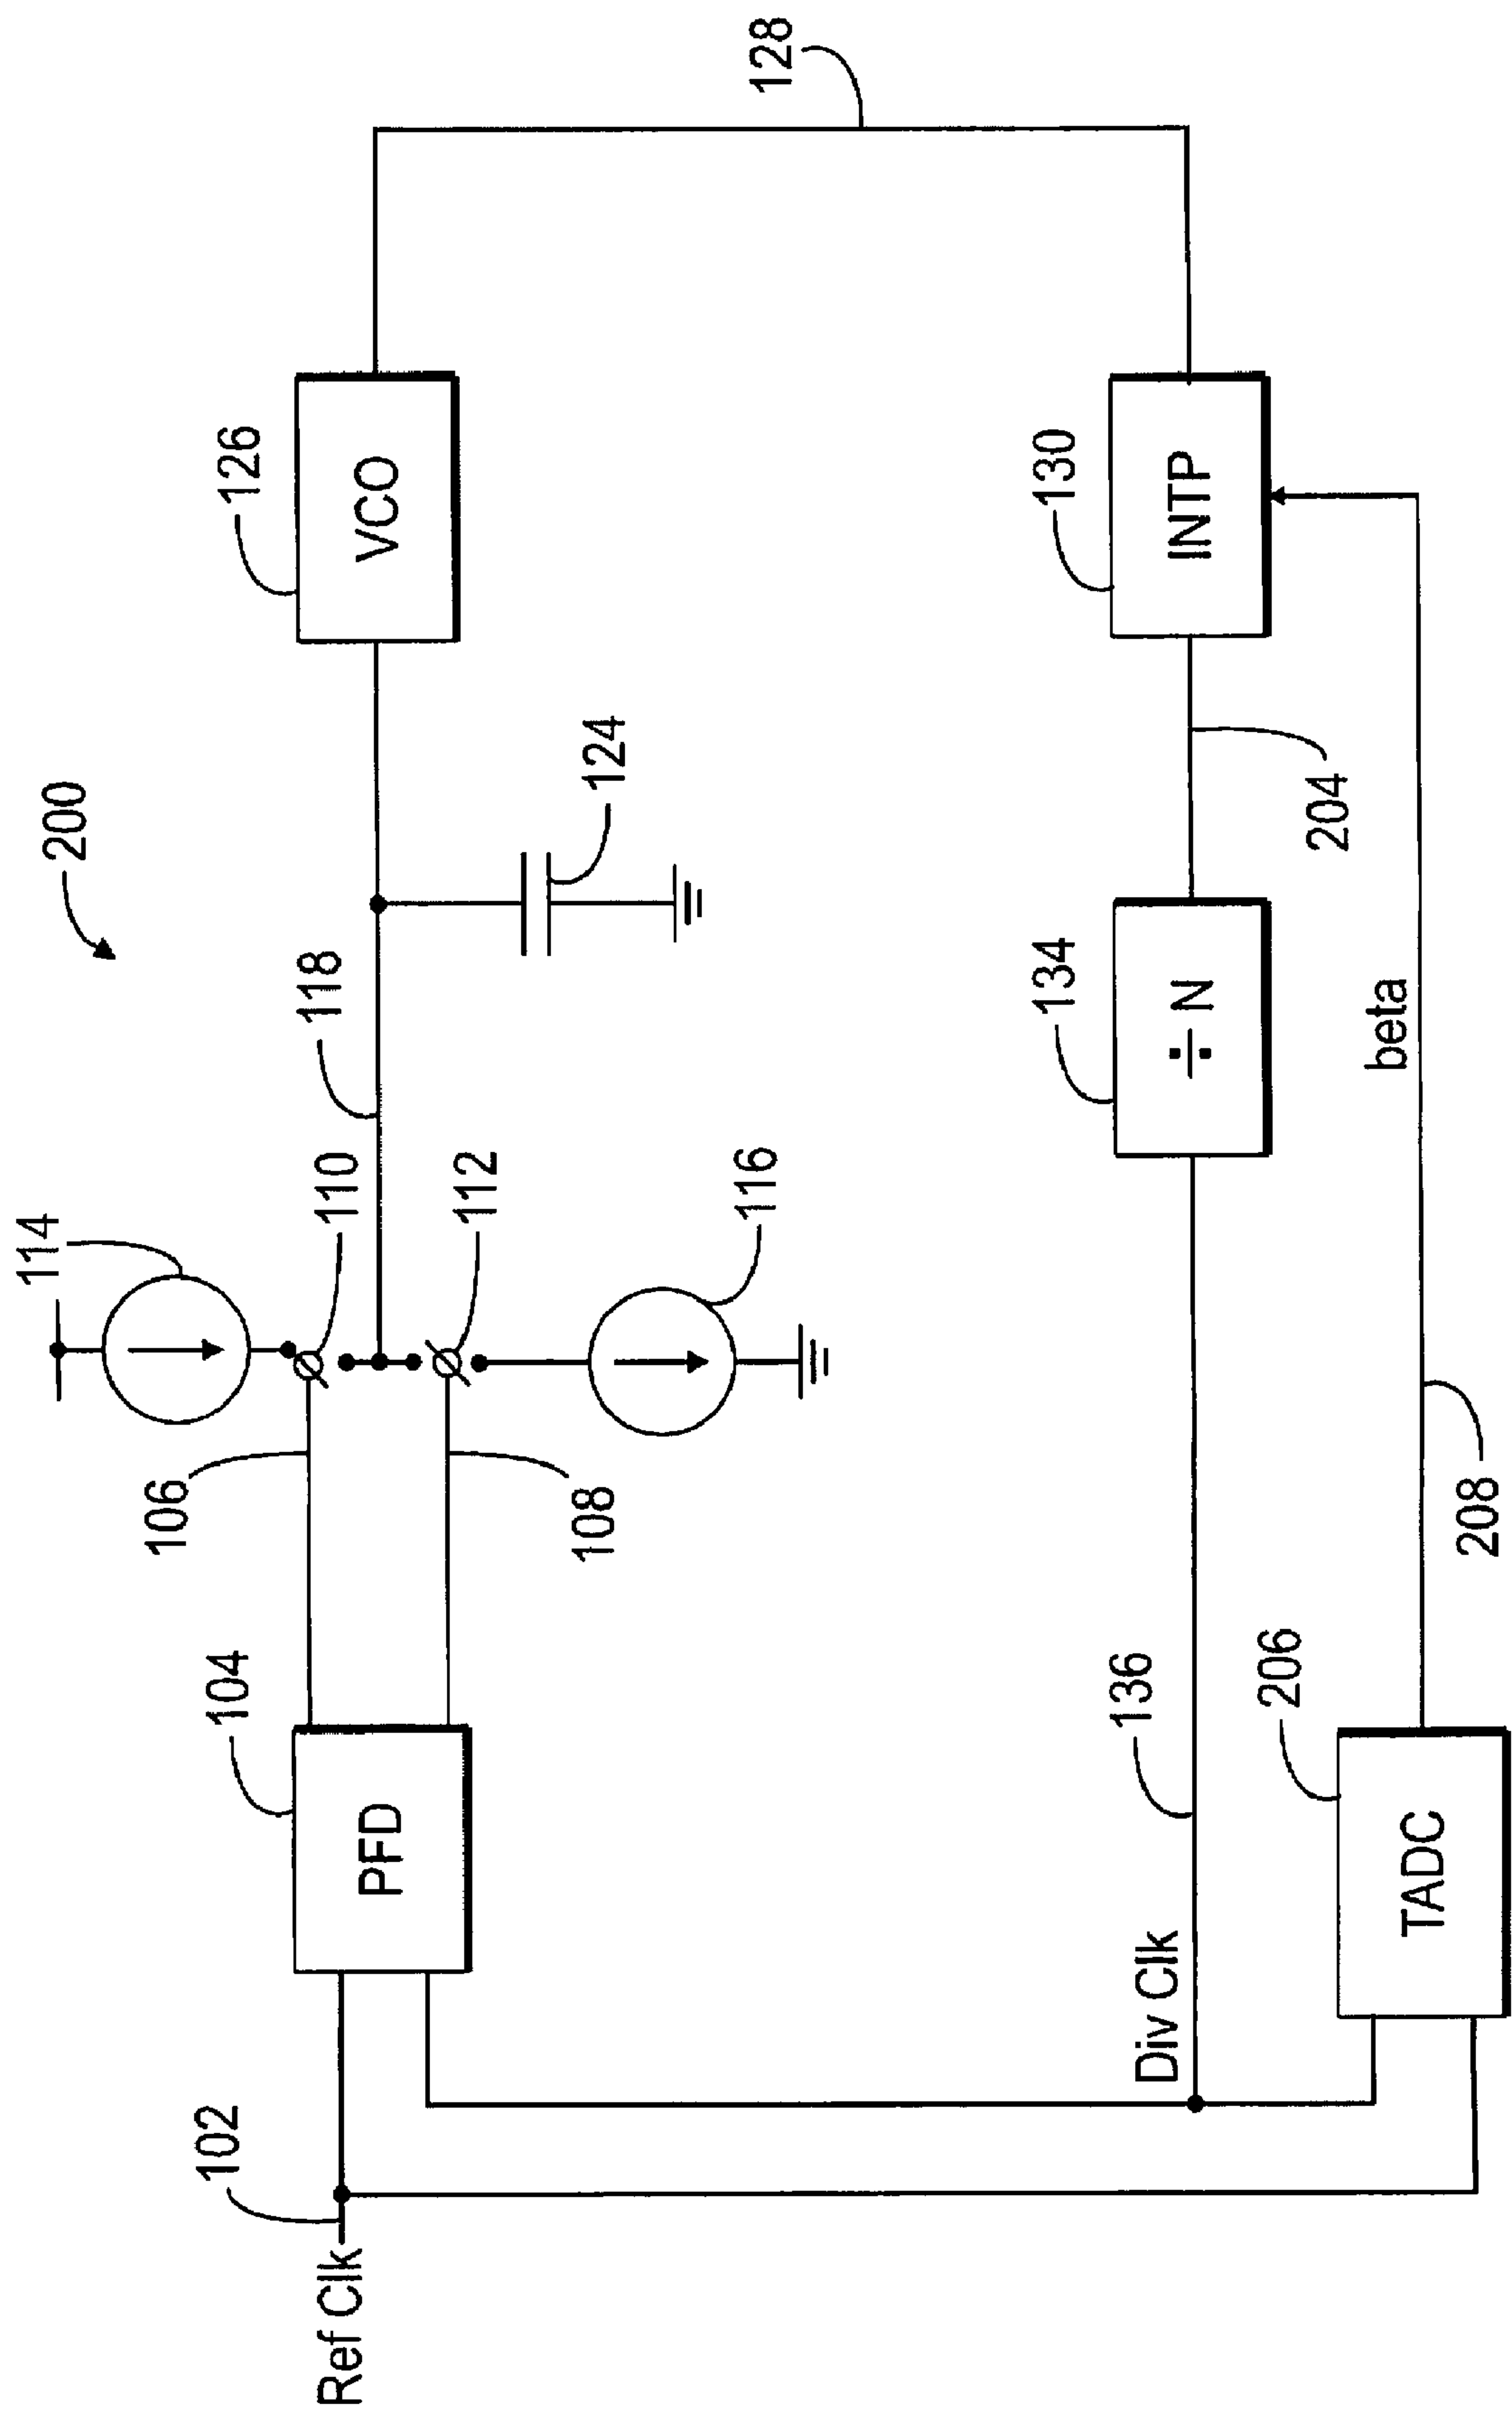 200
114
106
110
118
126
128
Ref Clk
102
104
PFD
VCO
108
112
116
124
Div Clk
136
134
÷ N
130
INTP
204
206
TADC
208
beta